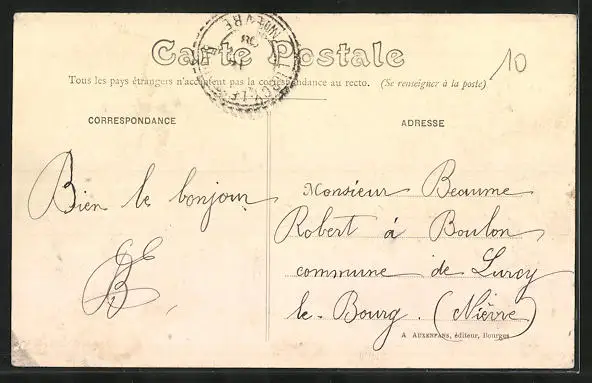 Carte Postale
10
Tous les pays étrangers n'acceptent pas la correspondance au recto. (Se renseigner à la poste)
CORRESPONDANCE
ADRESSE
Bien le bonjour
Monsieur Beaume
Robert à Boulon
commune de Lurcy
le-Bourg. (Nièvre)
A AUXENFANS, éditeur, Bourges
NIÈVRE